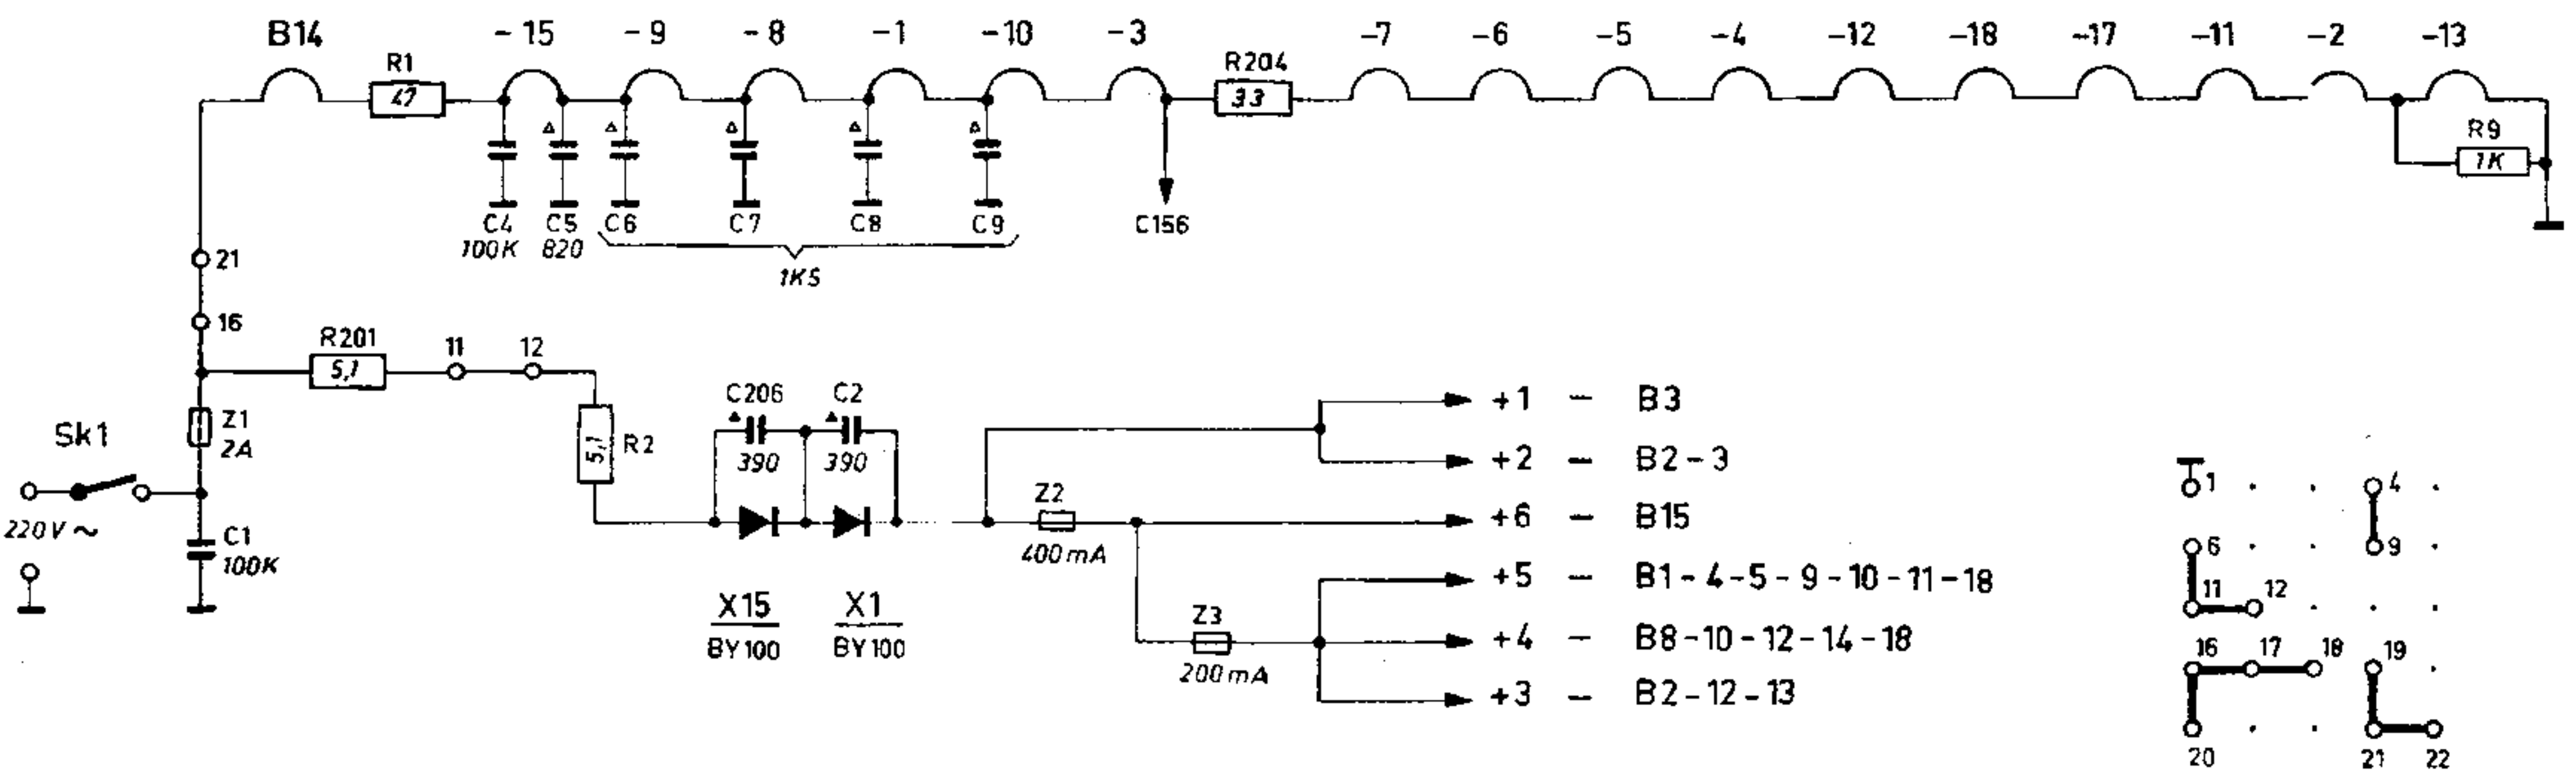 B14 -15 -9 -8 -1 -10 -3 -7 -6 -5 -4 -12 -18 -17 -11 -2 -13
R1
47
R204
33
R9
1K
C4
100K
C5
820
C6
C7
C8
C9
1K5
C156
21
16
R201
5,1
11
12
Z1
2A
Sk1
220V ~
C1
100K
5,1
R2
C206
390
C2
390
X15
BY100
X1
BY100
Z2
400mA
Z3
200mA
+1 - B3
+2 - B2-3
+6 - B15
+5 - B1-4-5-9-10-11-18
+4 - B8-10-12-14-18
+3 - B2-12-13
1
4
6
9
11
12
16
17
18
19
20
21
22